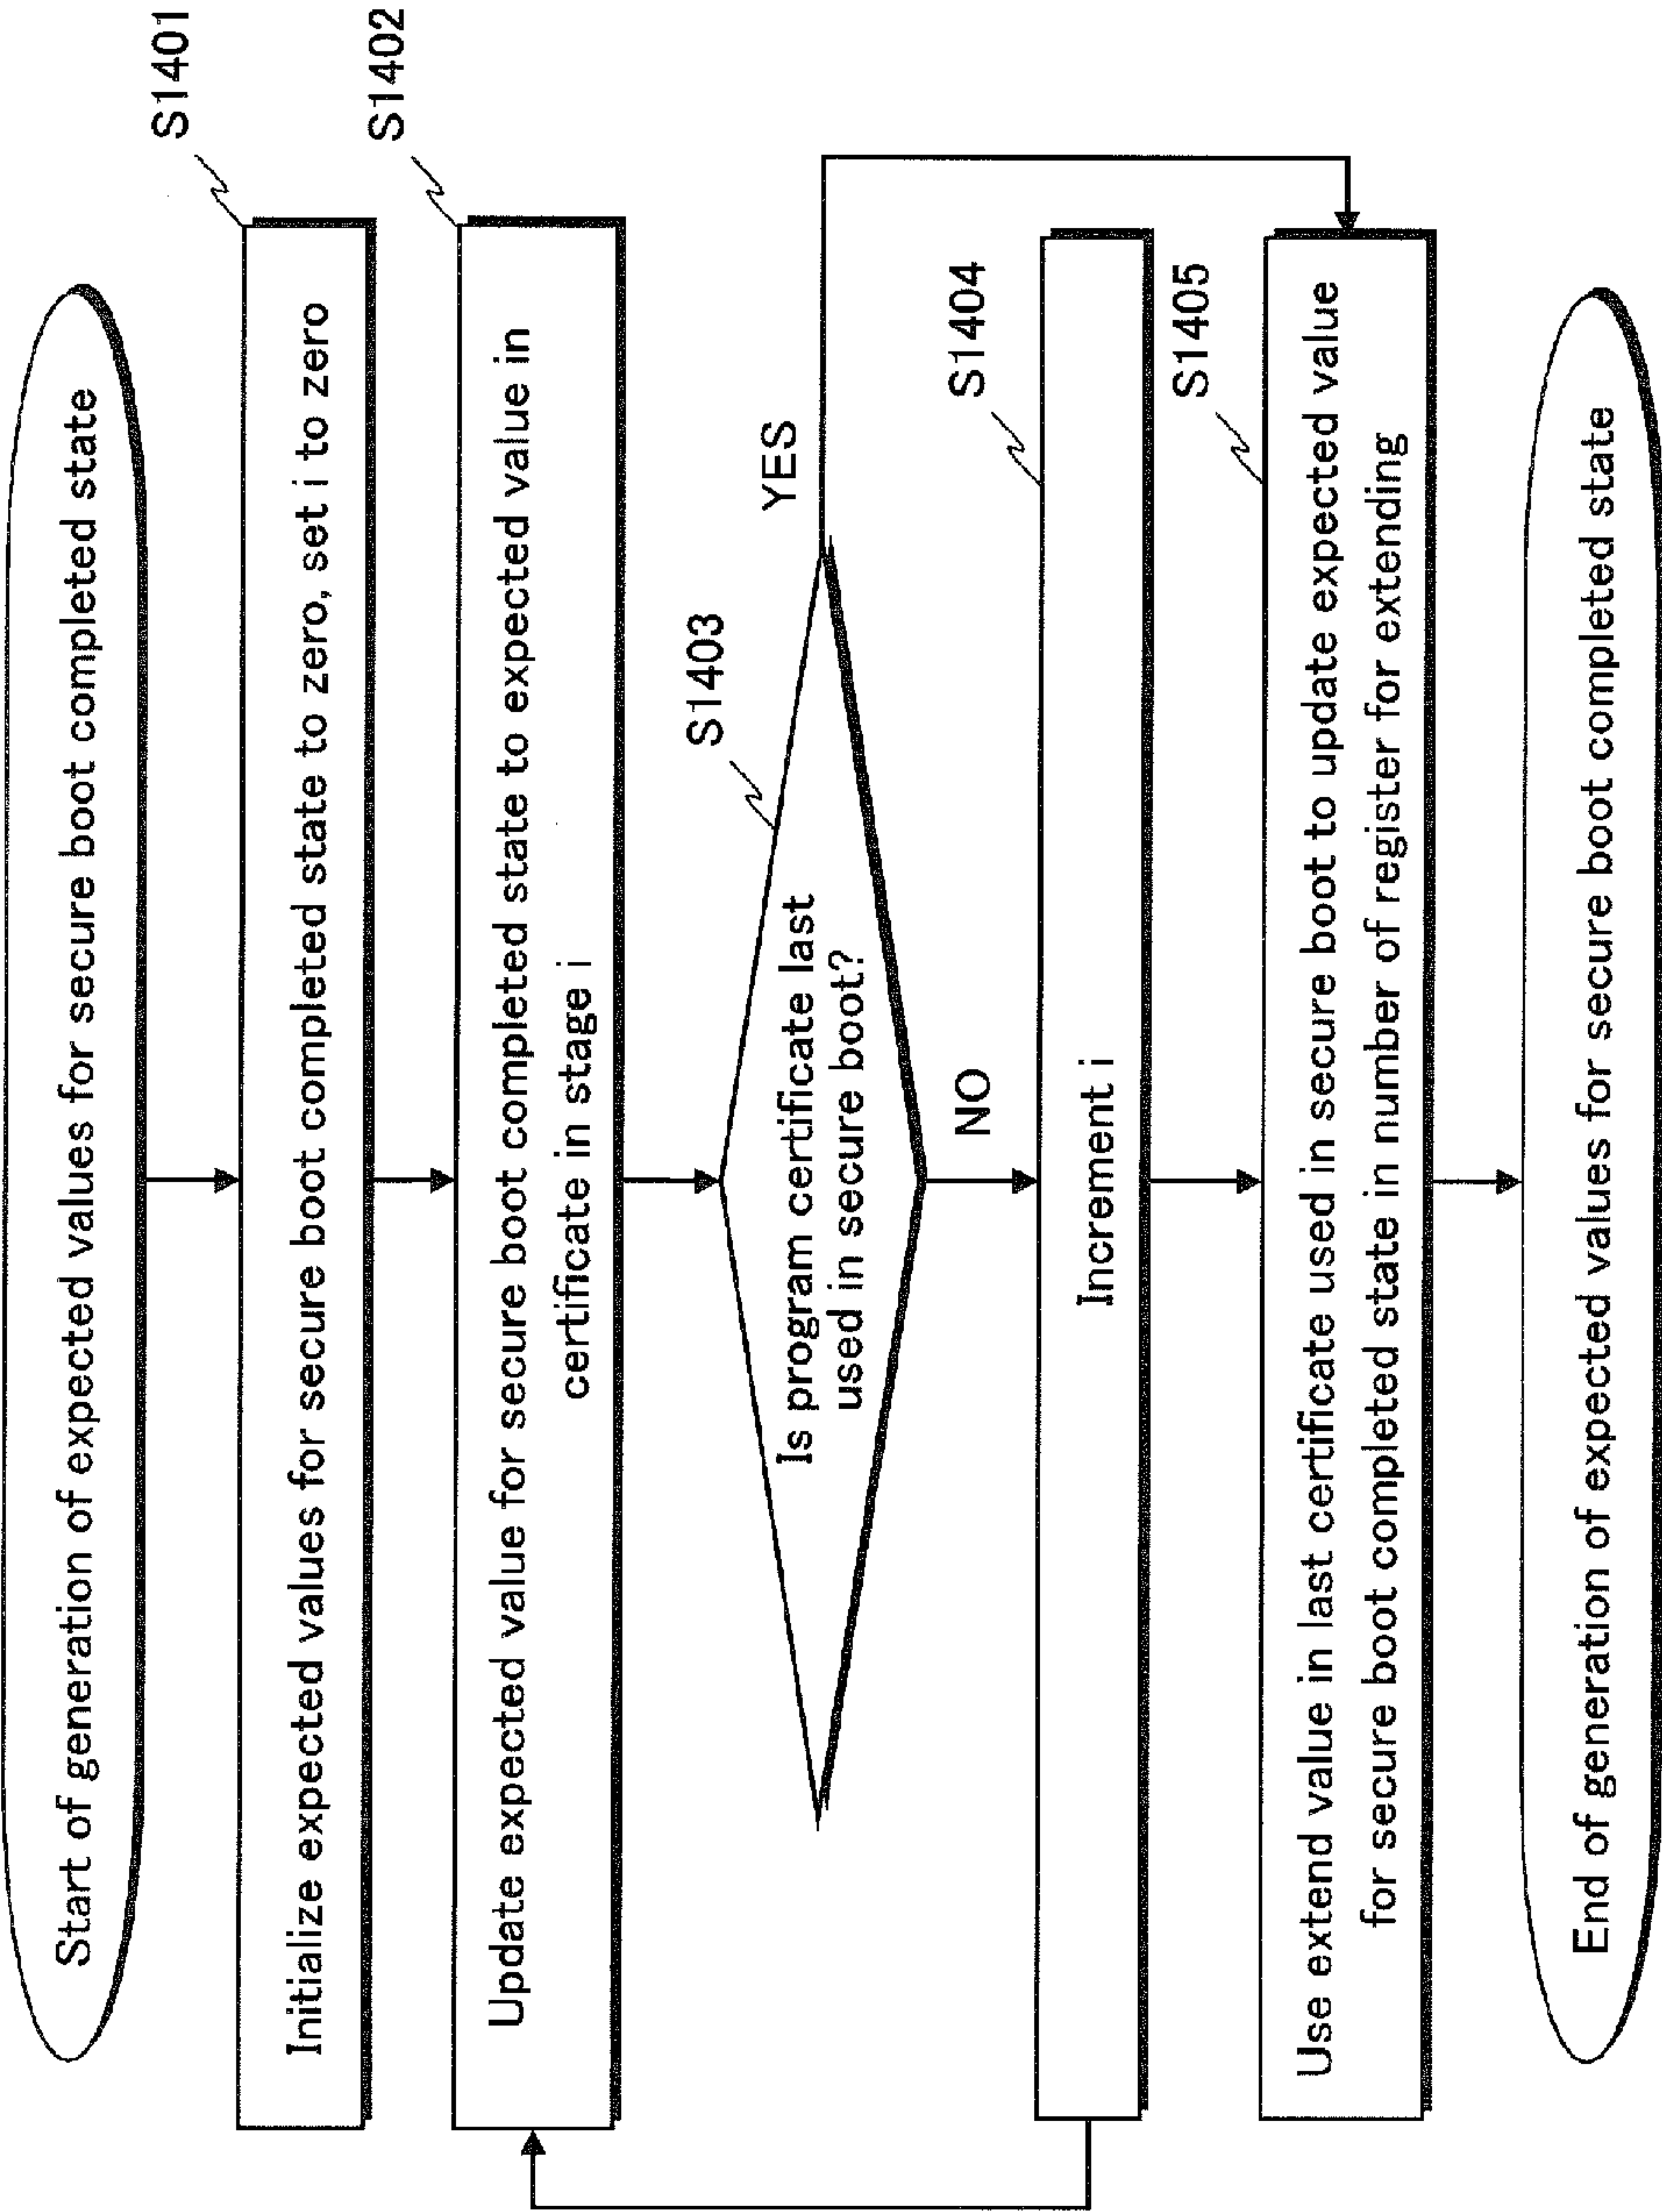 Start of generation of expected values for secure boot completed state
S1401
Initialize expected values for secure boot completed state to zero, set i to zero
S1402
Update expected value for secure boot completed state to expected value in
certificate in stage i
S1403
Is program certificate last
used in secure boot?
YES
NO
S1404
Increment i
S1405
Use extend value in last certificate used in secure boot to update expected value
for secure boot completed state in number of register for extending
End of generation of expected values for secure boot completed state